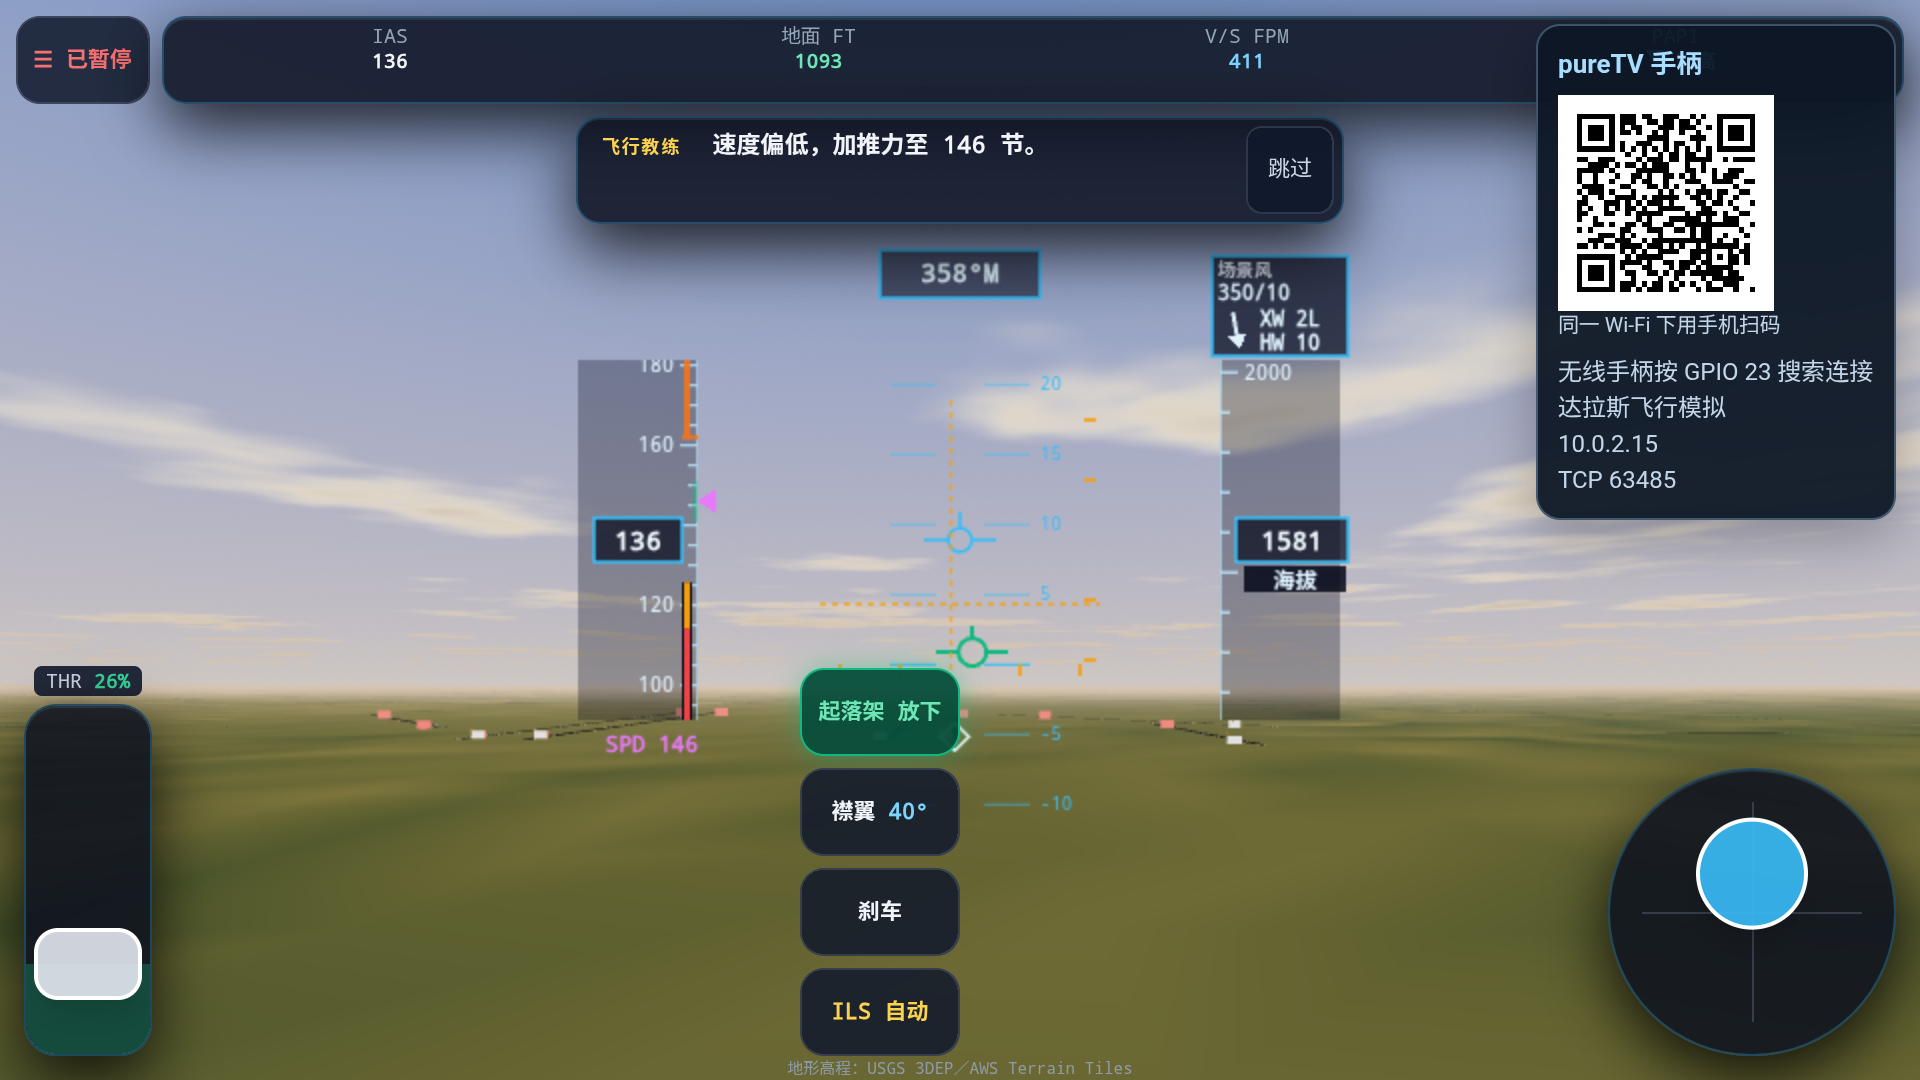 ☰ 已暂停
IAS
136
地面 FT
1093
V/S FPM
411
PAPI
pureTV 手柄
同一 Wi-Fi 下用手机扫码
无线手柄按 GPIO 23 搜索连接
达拉斯飞行模拟
10.0.2.15
TCP 63485
飞行教练 速度偏低，加推力至 146 节。
跳过
358°M
场景风
350/10
XW 2L
HW 10
180
160
136
120
100
SPD 146
20
15
10
5
-5
-10
2000
1581
海拔
THR 26%
起落架 放下
襟翼 40°
刹车
ILS 自动
地形高程：USGS 3DEP／AWS Terrain Tiles